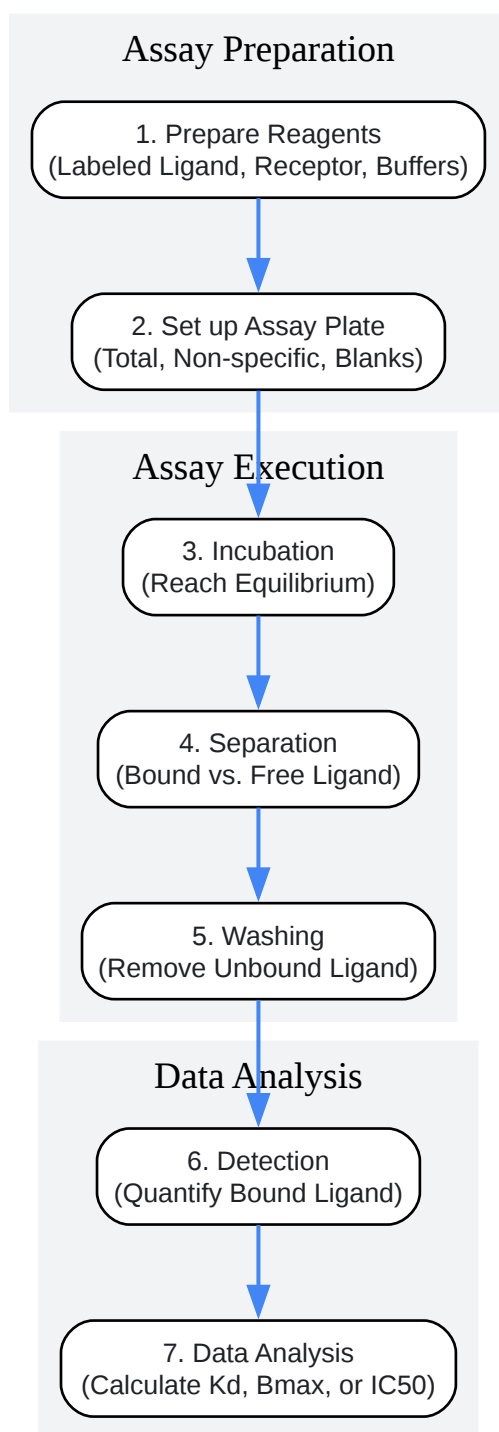 Assay Preparation
1. Prepare Reagents
(Labeled Ligand, Receptor, Buffers)
2. Set up Assay Plate
(Total, Non-specific, Blanks)
Assay Execution
3. Incubation
(Reach Equilibrium)
4. Separation
(Bound vs. Free Ligand)
5. Washing
(Remove Unbound Ligand)
Data Analysis
6. Detection
(Quantify Bound Ligand)
7. Data Analysis
(Calculate Kd, Bmax, or IC50)